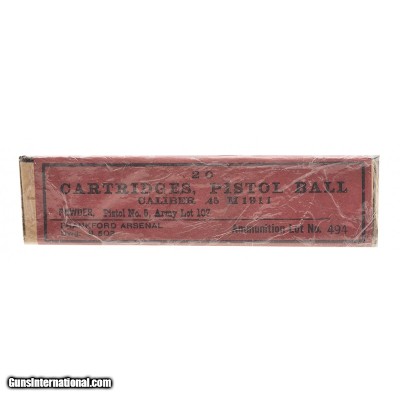 20
CARTRIDGES, PISTOL BALL
CALIBER .45 M1911
POWDER, Pistol No. 5, Army Lot 102
FRANKFORD ARSENAL
Ammunition Lot No. 494
GunsInternational.com